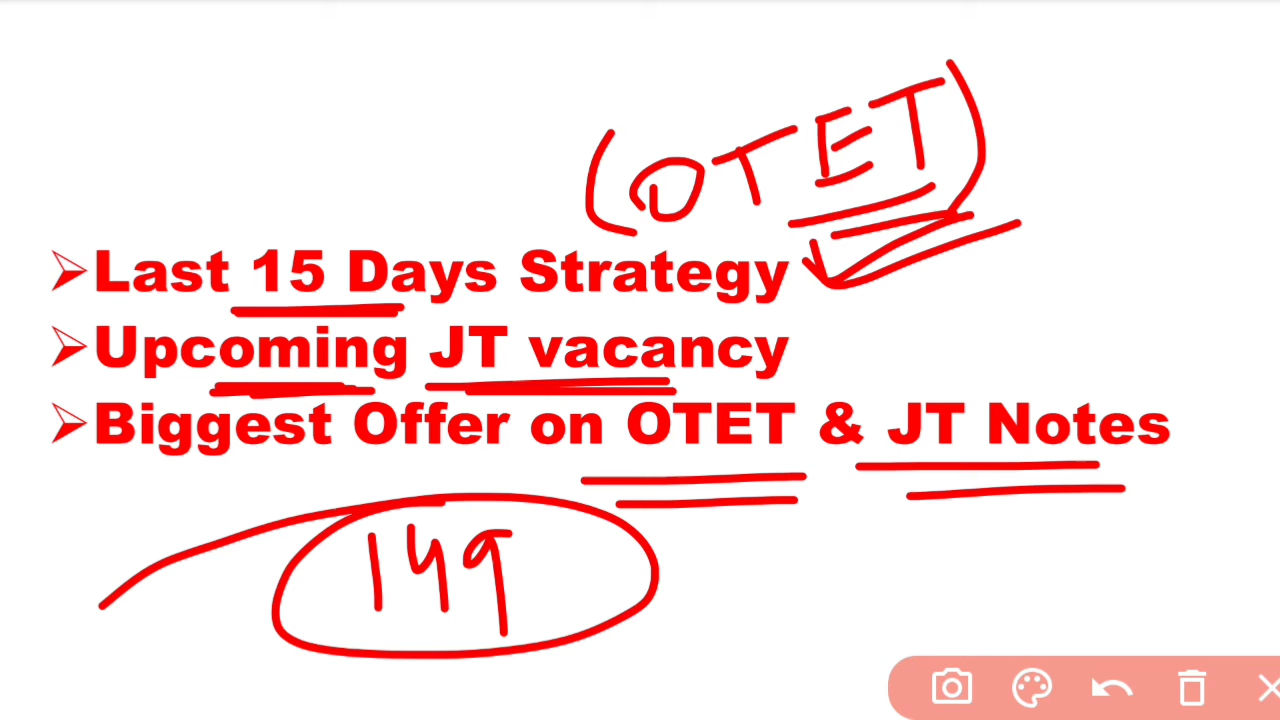 (OTET)
➢Last 15 Days Strategy
➢Upcoming JT vacancy
➢Biggest Offer on OTET & JT Notes
149